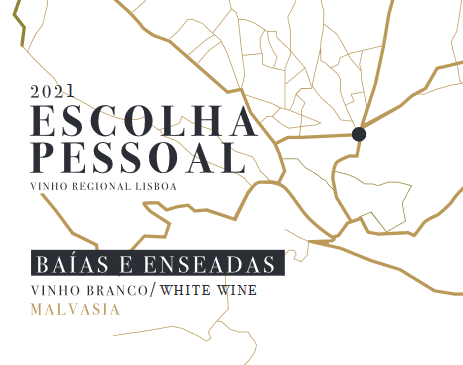 2021
ESCOLHA
PESSOAL
VINHO REGIONAL LISBOA
BAÍAS E ENSEADAS
VINHO BRANCO/ WHITE WINE
MALVASIA